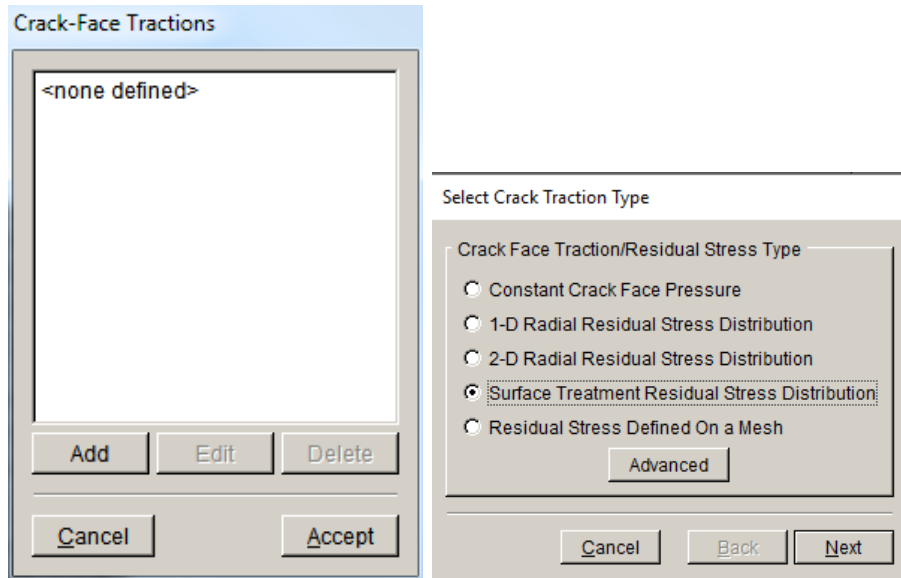 Crack-Face Tractions
<none defined>
Add
Edit
Delete
Cancel
Accept
Select Crack Traction Type
Crack Face Traction/Residual Stress Type
Constant Crack Face Pressure
1-D Radial Residual Stress Distribution
2-D Radial Residual Stress Distribution
Surface Treatment Residual Stress Distribution
Residual Stress Defined On a Mesh
Advanced
Cancel
Back
Next